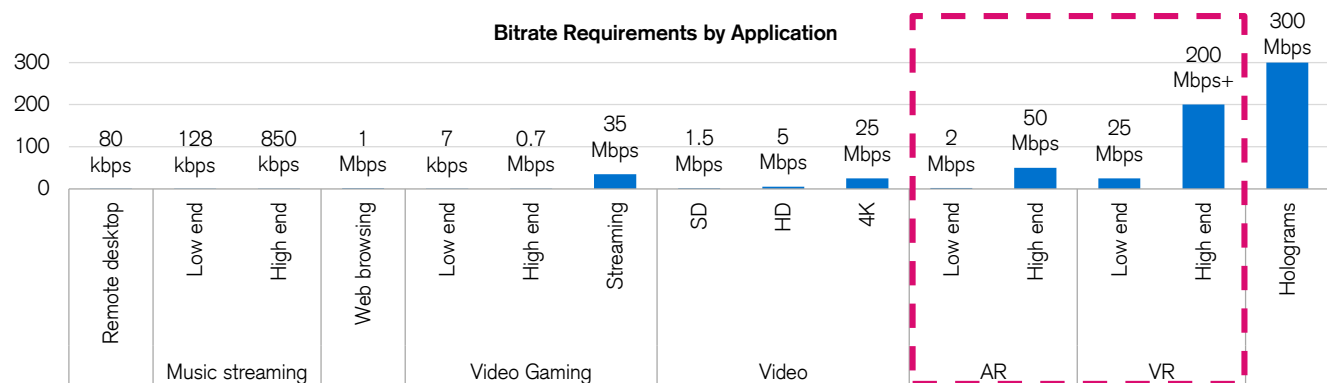 Bitrate Requirements by Application
300
200
100
0
80
kbps
128
kbps
850
kbps
1
Mbps
7
kbps
0.7
Mbps
35
Mbps
1.5
Mbps
5
Mbps
25
Mbps
2
Mbps
50
Mbps
25
Mbps
200
Mbps+
300
Mbps
Remote desktop
Low end
High end
Web browsing
Low end
High end
Streaming
SD
HD
4K
Low end
High end
Low end
High end
Holograms
Music streaming
Video Gaming
Video
AR
VR